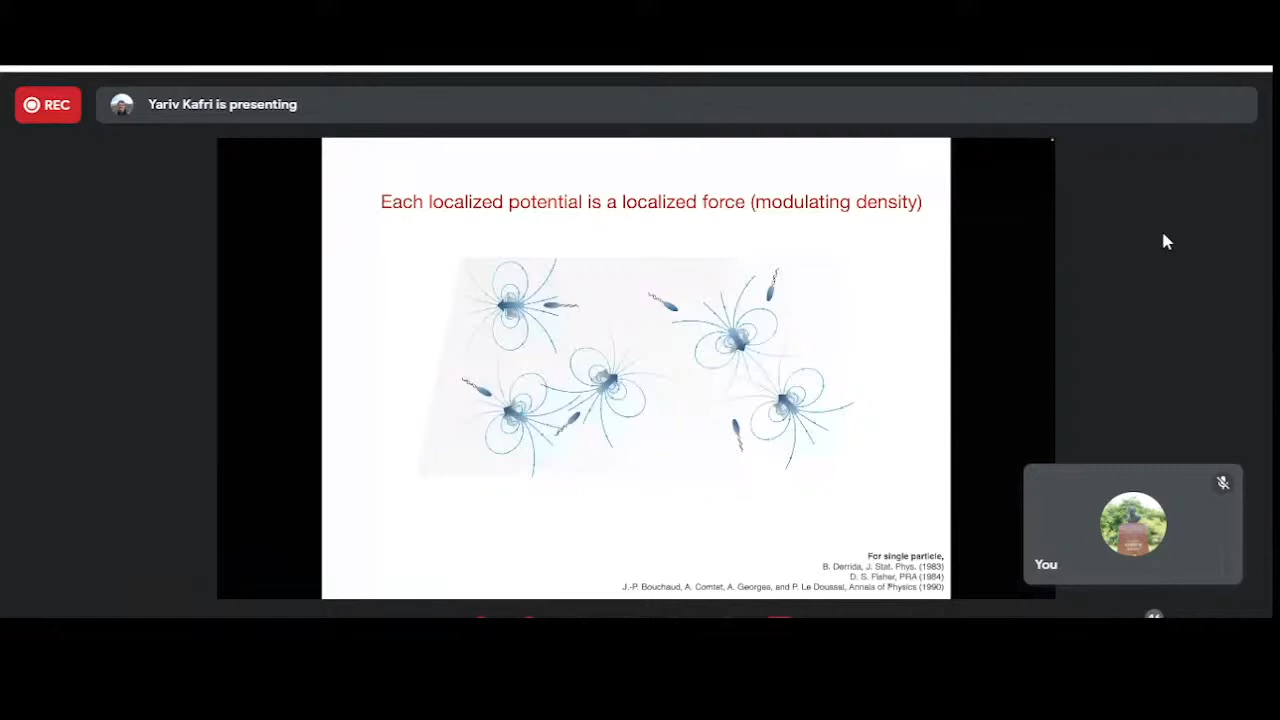 REC
Yariv Kafri is presenting
Each localized potential is a localized force (modulating density)
You
For single particle,
B. Derrida, J. Stat. Phys. (1983)
D. S. Fisher, PRA (1984)
J.-P. Bouchaud, A. Comtet, A. Georges, and P. Le Doussal, Annals of Physics (1990)